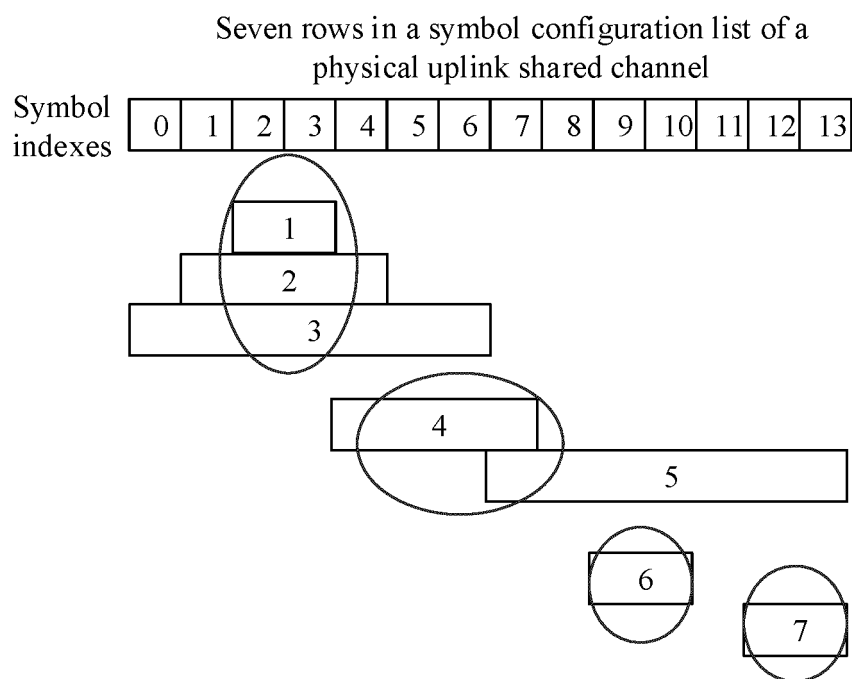 Seven rows in a symbol configuration list of a
physical uplink shared channel
Symbol
indexes
0 1 2 3 4 5 6 7 8 9 10 11 12 13
1
2
3
4
5
6
7